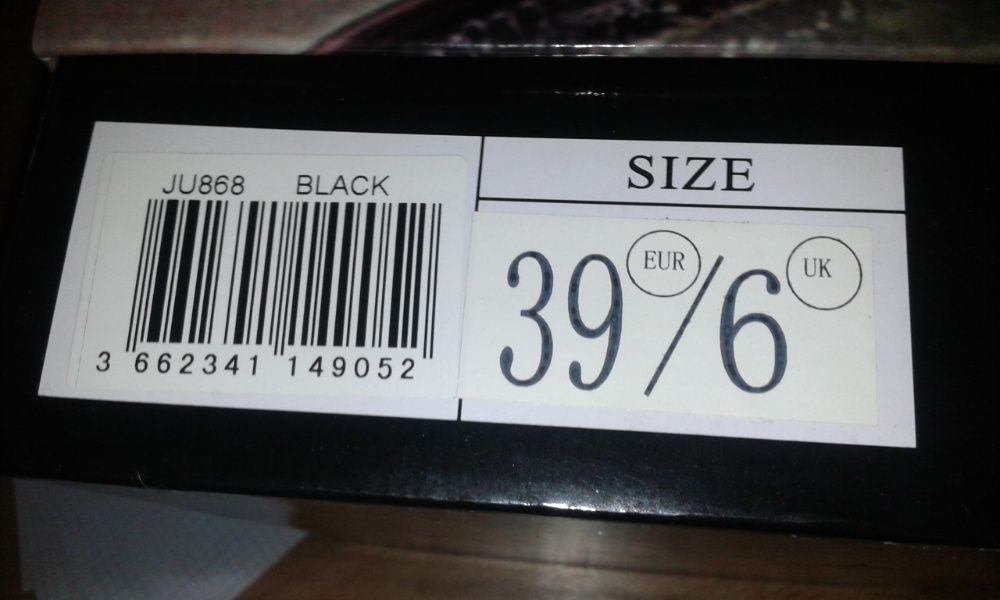 JU868 BLACK
3 662341 149052
SIZE
39 EUR / 6 UK